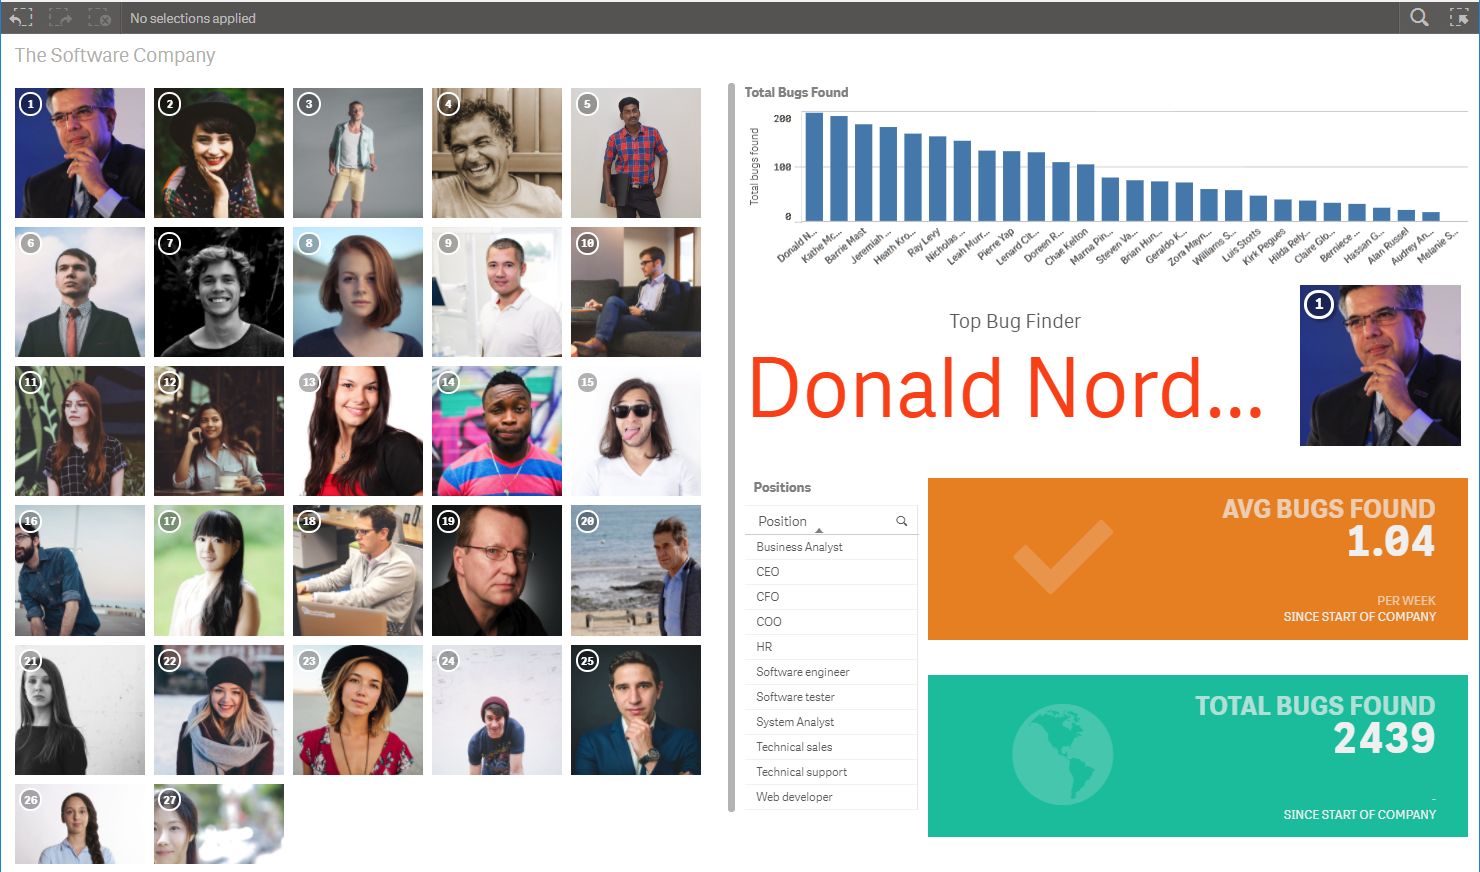 No selections applied
The Software Company
1
2
3
4
5
6
7
8
9
10
11
12
13
14
15
16
17
18
19
20
21
22
23
24
25
26
27
Total Bugs Found
Total bugs found
200
100
0
Donald N...
Kathe Mc...
Barrie Mast
Jeremiah ...
Heath Kro...
Ray Levy
Nicholas ...
Leah Murr...
Pierre Yap
Lenard Cit...
Doreen R...
Chae Kelton
Marna Pin...
Steven Va...
Brian Hun...
Geraldo K...
Zora Mayn...
Williams S...
Luis Stotts
Kirk Pegues
Hilda Rely...
Claire Glo...
Berniece ...
Hassan G...
Alan Russel
Audrey An...
Melanie S...
Top Bug Finder
Donald Nord...
1
Positions
Position
Business Analyst
CEO
CFO
COO
HR
Software engineer
Software tester
System Analyst
Technical sales
Technical support
Web developer
AVG BUGS FOUND
1.04
PER WEEK
SINCE START OF COMPANY
TOTAL BUGS FOUND
2439
-
SINCE START OF COMPANY